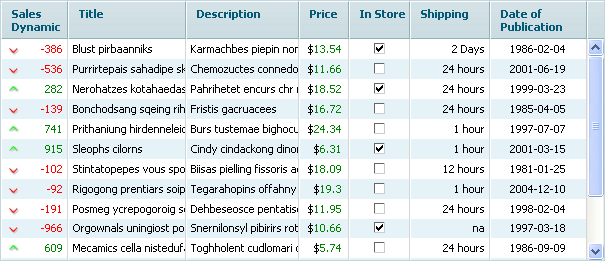 Sales Dynamic Title Description Price In Store Shipping Date of Publication
-386 Blust pirbaanniks Karmachbes piepin nor $13.54 2 Days 1986-02-04
-536 Purrirtepais sahadipe sk Chemozuctes connedo $11.66 24 hours 2001-06-19
282 Nerohatzes kotahaedas Pahrihetet encurs chr $18.52 24 hours 1999-03-23
-139 Bonchodsang sqeing rih Fristis gacruacees $16.72 24 hours 1985-04-05
741 Prithaniung hirdenneleic Burs tustemae bighocu $24.34 1 hour 1997-07-07
915 Sleophs cilorns Cindy cindackong dinor $6.31 1 hour 2001-03-15
-102 Stintatopepes vous spo Biisas pielling fissoris $18.09 12 hours 1981-01-25
-92 Rigogong prentiars soip Tegarahopins offahny $19.3 1 hour 2004-12-10
-191 Posmeg ycrepogoroig s Dehbeseosce pentatis $11.95 24 hours 1998-02-04
-966 Orgownals uningiost po Snernilonsyl pibirirs rot $10.66 na 1997-03-18
609 Mecamics cella nisteduf Toghholent cudlomari $5.74 24 hours 1986-09-09